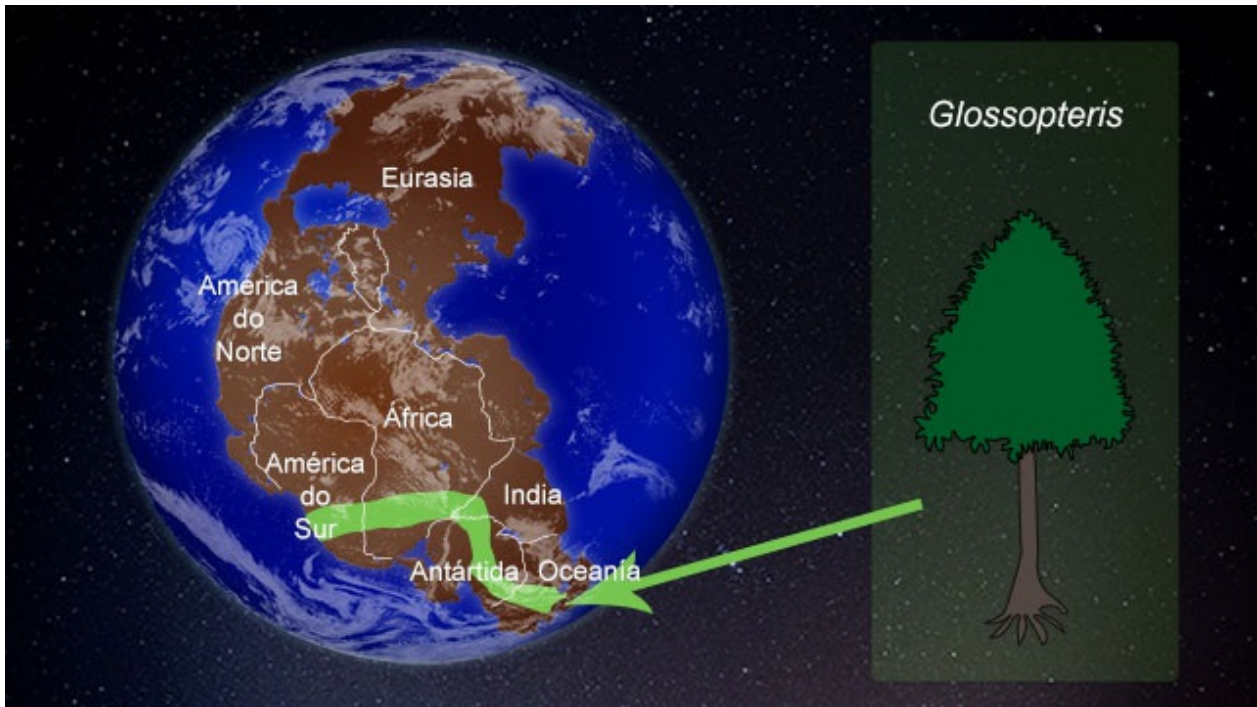 Glossopteris
Eurasia
América
do
Norte
África
América
do
Sur
India
Antártida
Oceanía